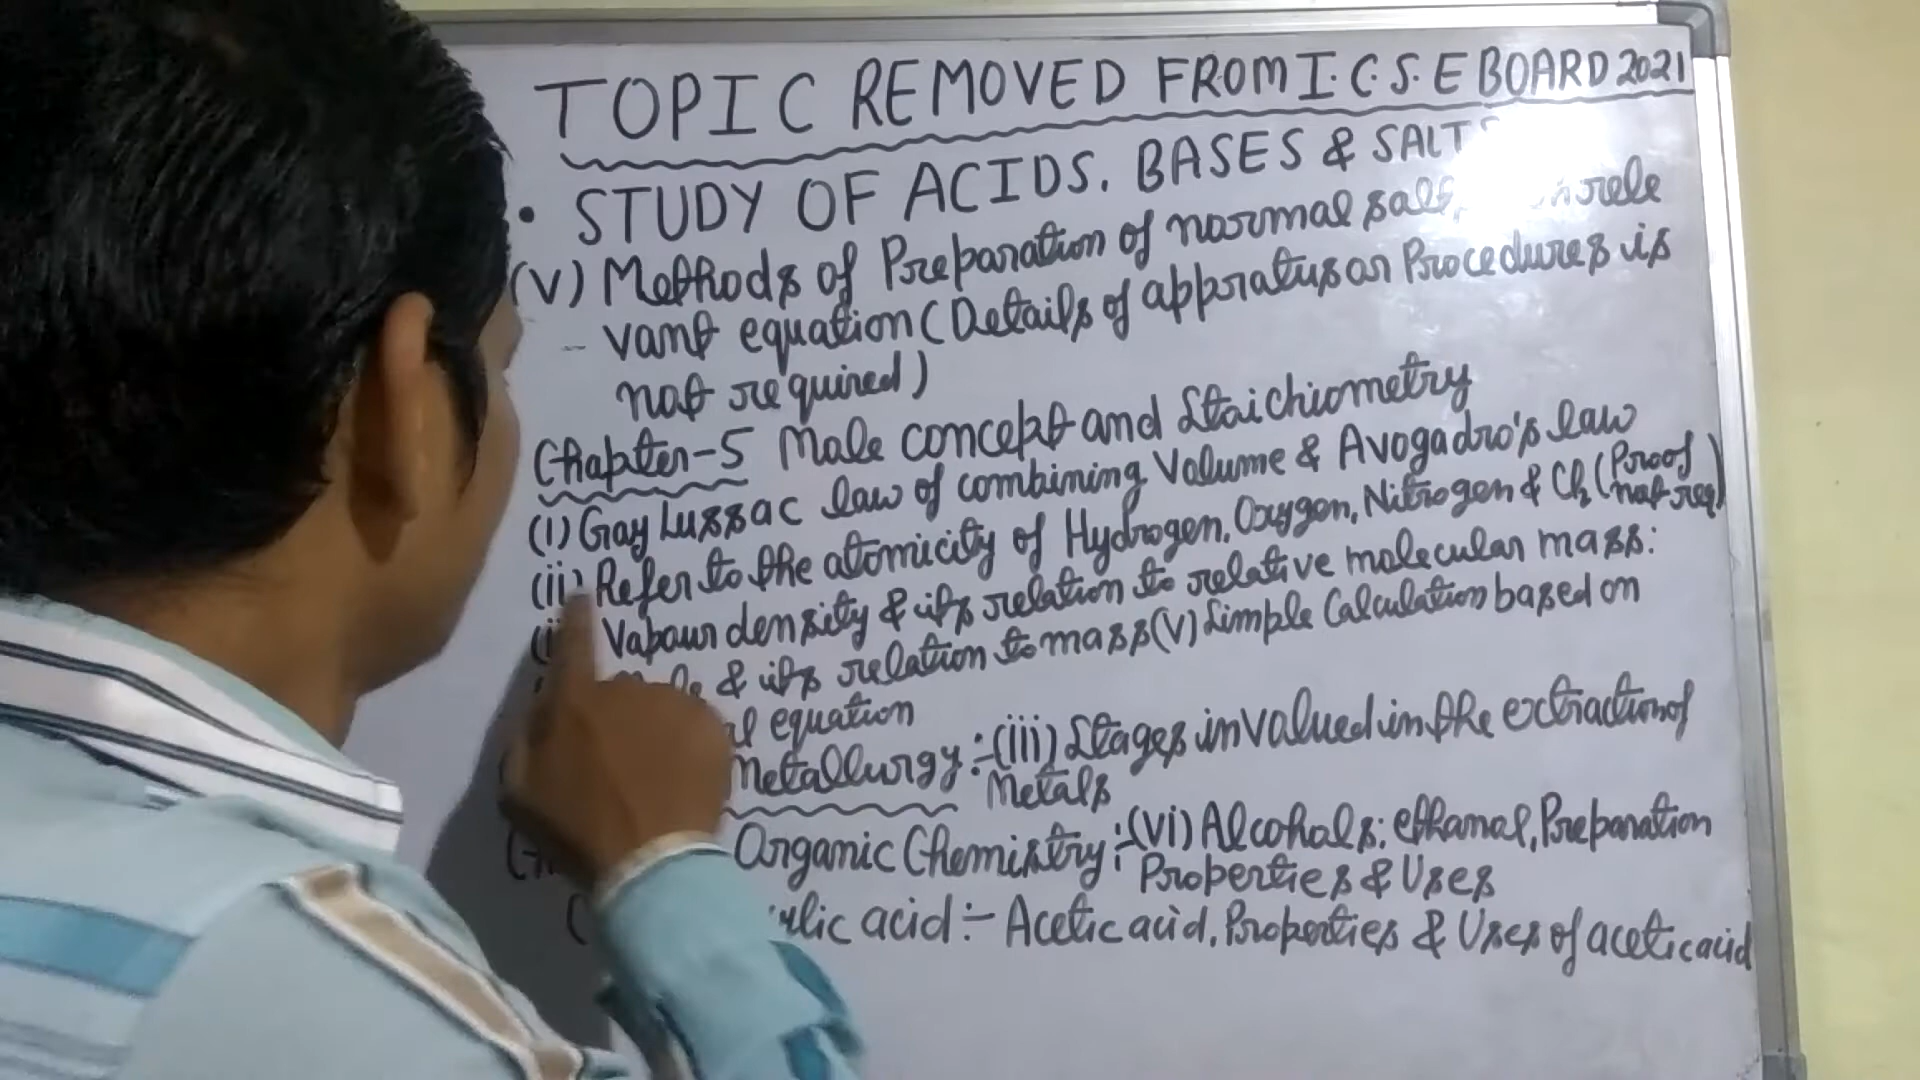 TOPIC REMOVED FROM I.C.S.E BOARD 2021
• STUDY OF ACIDS. BASES & SALTS
(V) Methods of Preparation of normal salt rele
- vant equation (Details of apparatus or Procedures is
not required)
Chapter-5 Mole concept and Stoichiometry
(i) Gay Lussac law of combining Volume & Avogadro's law
(ii) Refer to the atomicity of Hydrogen, Oxygen, Nitrogen & Cl₂ (Proof not req)
Vapour density & its relation to relative molecular mass:
& its relation to mass (V) Simple Calculation based on
equation
Metallurgy :- (iii) Stages invalued in the extraction of
Metals
Organic Chemistry :- (vi) Alcohals: ethanol, Preparation
Properties & Uses
acid :- Acetic acid, Properties & Uses of acetic acid